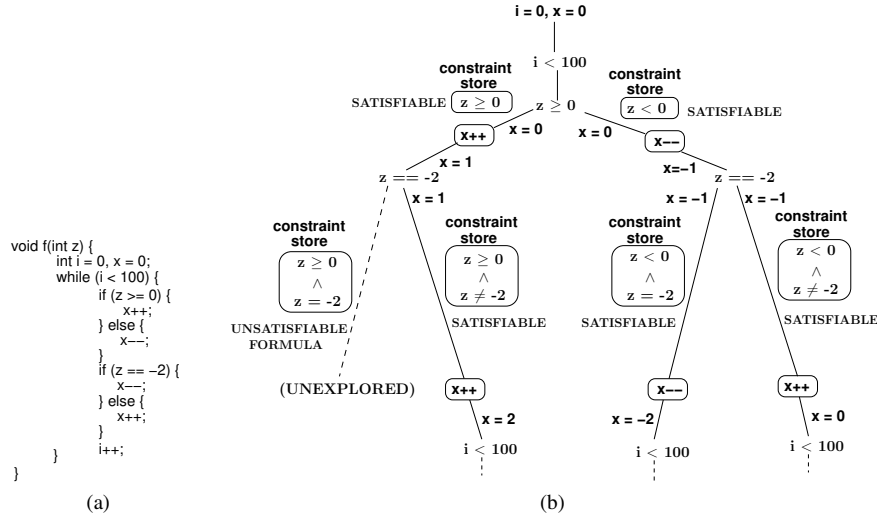 void f(int z) {
int i = 0, x = 0;
while (i < 100) {
if (z >= 0) {
x++;
} else {
x−−;
}
if (z == −2) {
x−−;
} else {
x++;
}
i++;
}
}
(a)
i = 0, x = 0
i < 100
constraint
store
z ≥ 0
SATISFIABLE
z ≥ 0
constraint
store
z < 0
SATISFIABLE
x = 0
x = 0
x++
x−−
x = 1
x=−1
z == -2
z == -2
x = 1
x = −1
x = −1
constraint
store
z ≥ 0
∧
z = -2
UNSATISFIABLE
FORMULA
constraint
store
z ≥ 0
∧
z ≠ -2
SATISFIABLE
constraint
store
z < 0
∧
z = -2
SATISFIABLE
constraint
store
z < 0
∧
z ≠ -2
SATISFIABLE
(UNEXPLORED)
x++
x−−
x++
x = 2
x = −2
x = 0
i < 100
i < 100
i < 100
(b)